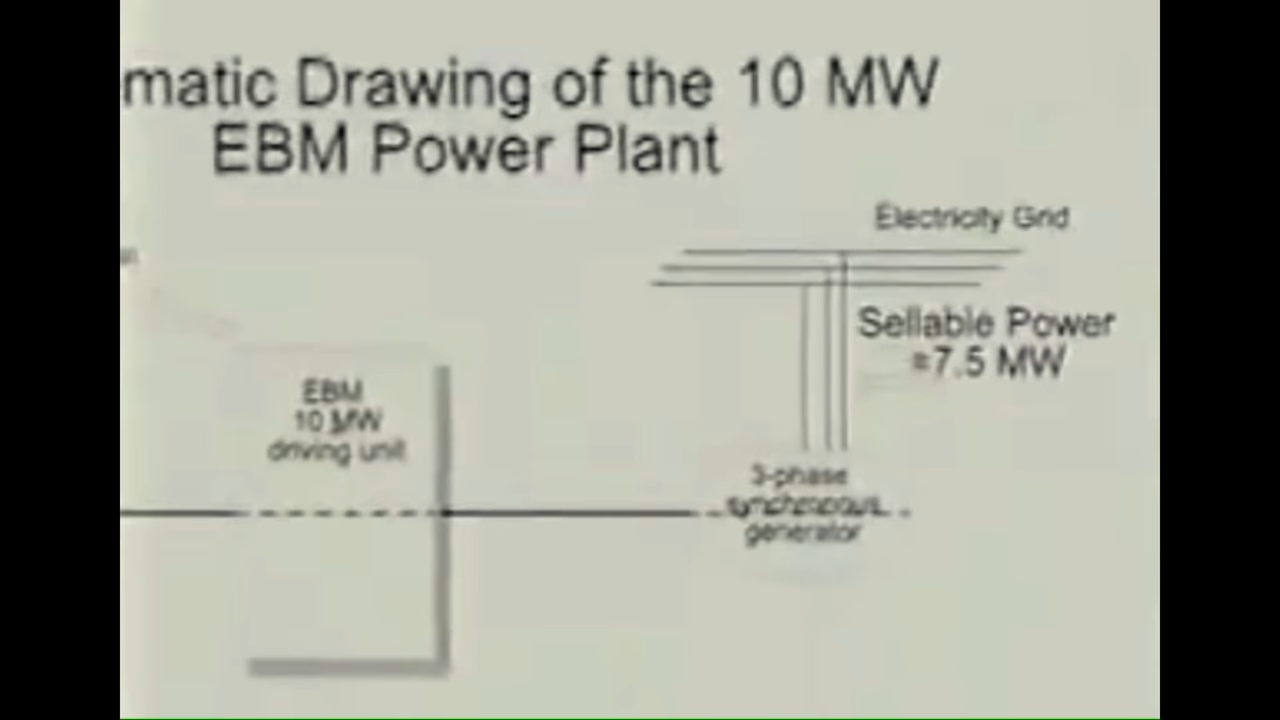 matic Drawing of the 10 MW
EBM Power Plant
Electricity Grid
Sellable Power
≈7.5 MW
EBM
10 MW
driving unit
3-phase
synchronous
generator